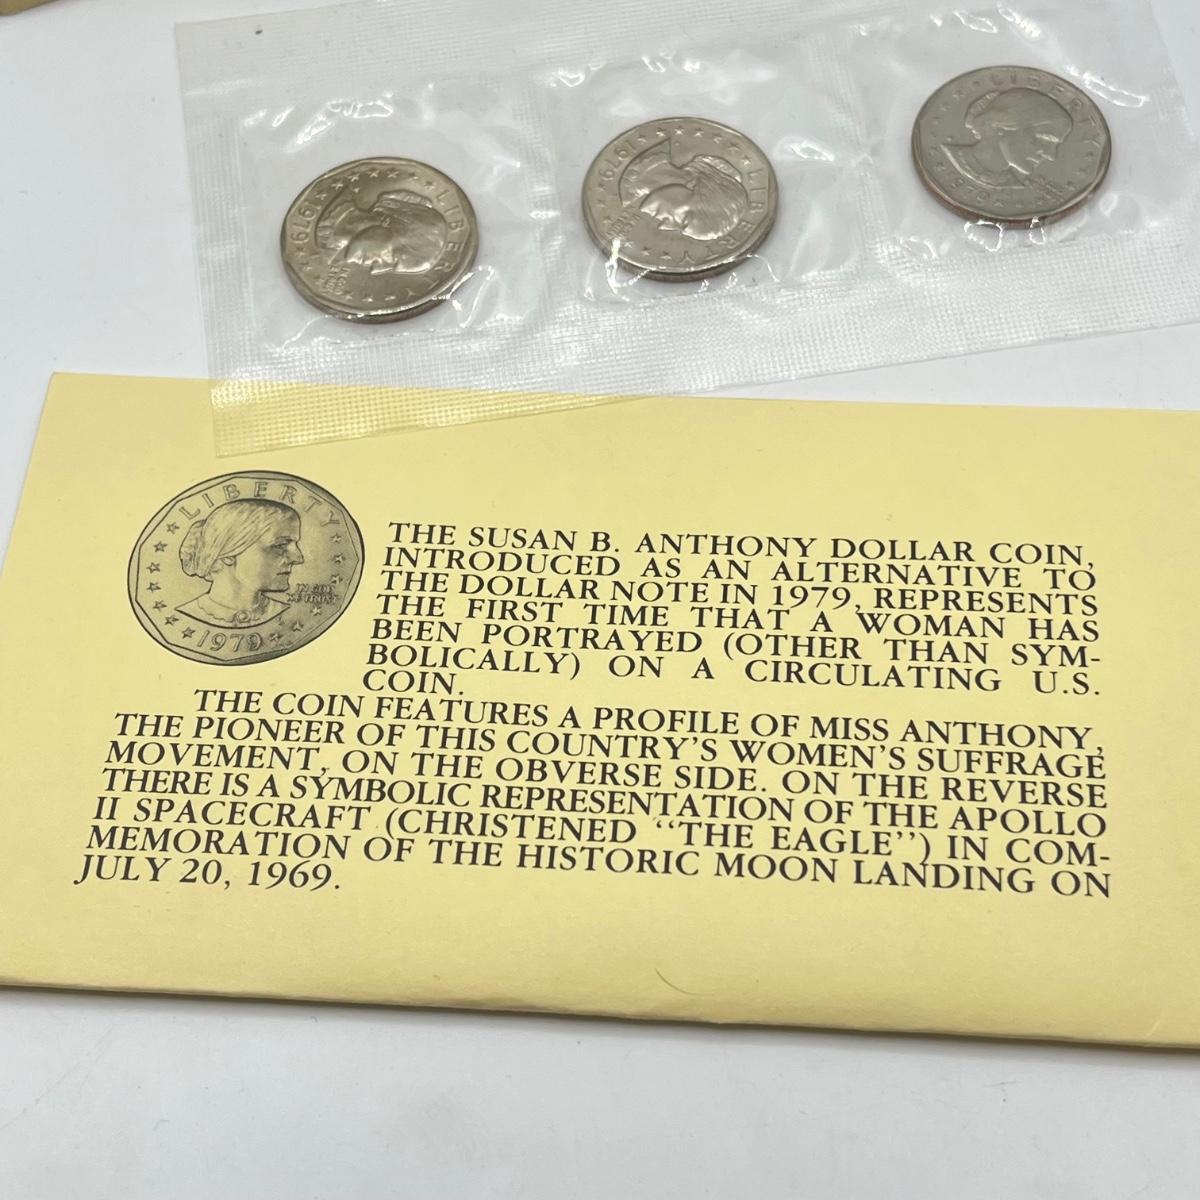 LIBERTY
1979
LIBERTY
1979
LIBERTY
1979
LIBERTY
IN GOD
WE TRUST
1979
THE SUSAN B. ANTHONY DOLLAR COIN,
INTRODUCED AS AN ALTERNATIVE TO
THE DOLLAR NOTE IN 1979, REPRESENTS
THE FIRST TIME THAT A WOMAN HAS
BEEN PORTRAYED (OTHER THAN SYM-
BOLICALLY) ON A CIRCULATING U.S.
COIN.
THE COIN FEATURES A PROFILE OF MISS ANTHONY,
THE PIONEER OF THIS COUNTRY'S WOMEN'S SUFFRAGE
MOVEMENT, ON THE OBVERSE SIDE. ON THE REVERSE
THERE IS A SYMBOLIC REPRESENTATION OF THE APOLLO
II SPACECRAFT (CHRISTENED "THE EAGLE") IN COM-
MEMORATION OF THE HISTORIC MOON LANDING ON
JULY 20, 1969.